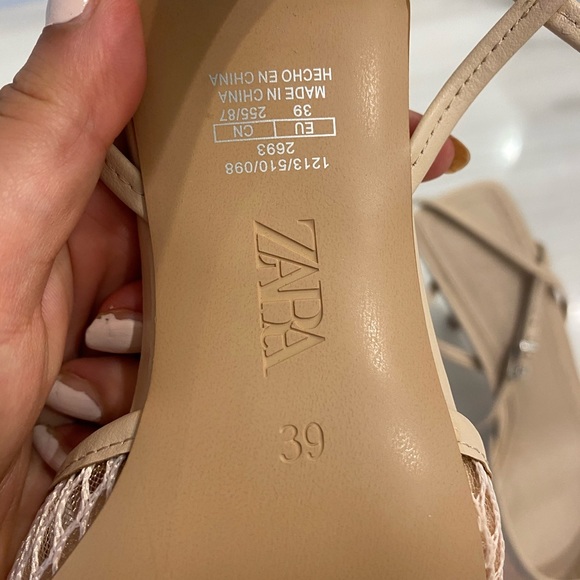 1213/510/098
2693
EU CN
39 255/87
MADE IN CHINA
HECHO EN CHINA
ZARA
39